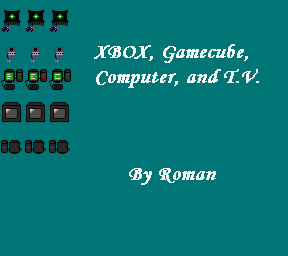 XBOX, Gamecube,
Computer, and T.V.
By Roman